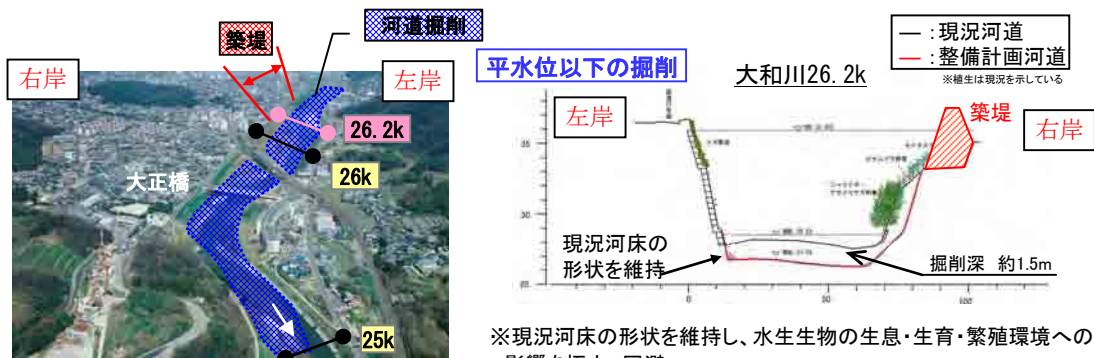 築堤
河道掘削
右岸
左岸
26.2k
26k
大正橋
25k
平水位以下の掘削
大和川26.2k
―:現況河道
―:整備計画河道
※植生は現況を示している
左岸
築堤
右岸
現況河床の
形状を維持
掘削深 約1.5m
0
50
100
※現況河床の形状を維持し、水生生物の生息・生育・繁殖環境への